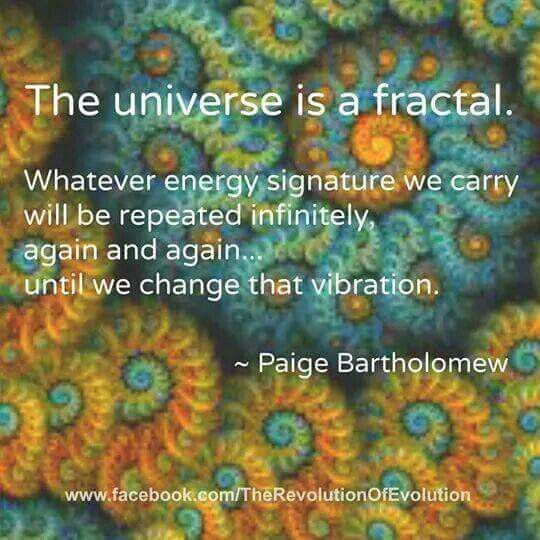 The universe is a fractal.
Whatever energy signature we carry
will be repeated infinitely,
again and again...
until we change that vibration.
~ Paige Bartholomew
www.facebook.com/TheRevolutionOfEvolution